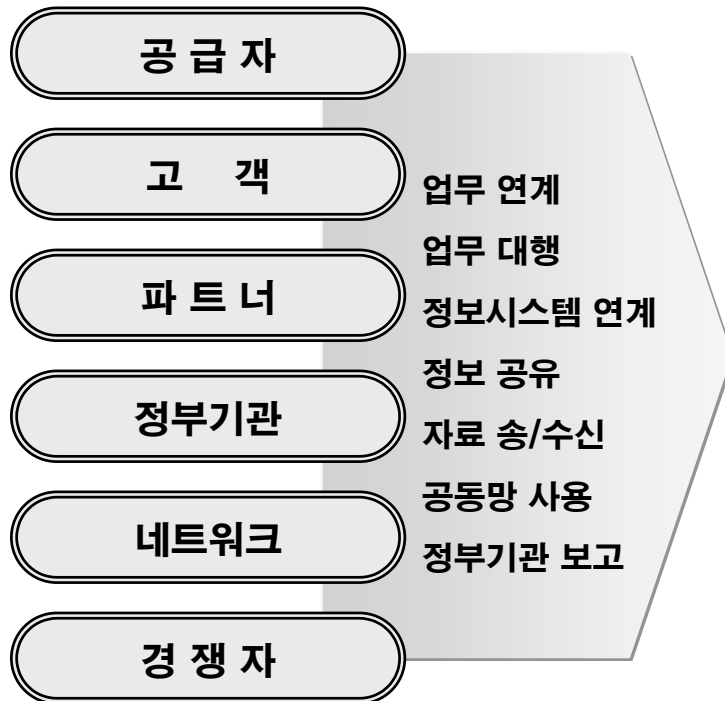 공 급 자
고 객
파 트 너
정부기관
네트워크
경 쟁 자
업무 연계
업무 대행
정보시스템 연계
정보 공유
자료 송/수신
공동망 사용
정부기관 보고